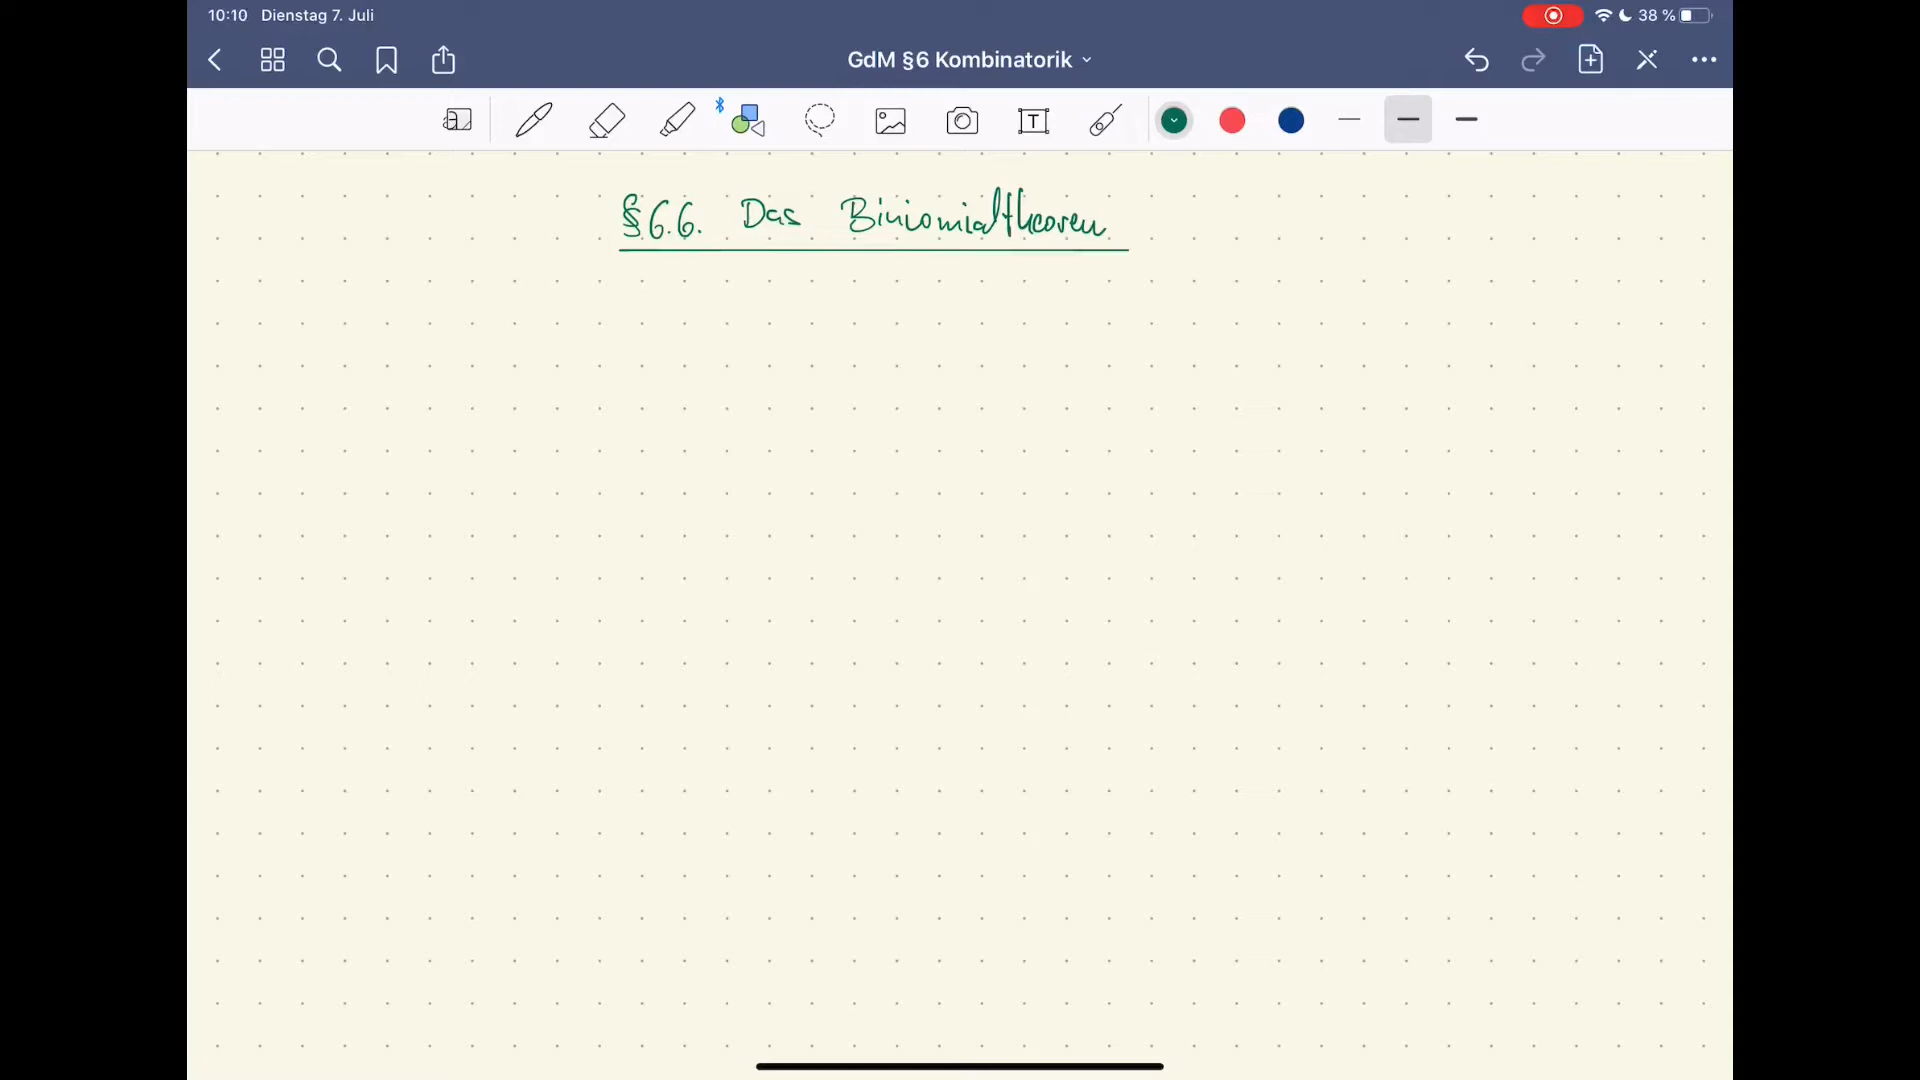 10:10 Dienstag 7. Juli 38 %
GdM §6 Kombinatorik
§6.6. Das Binomialtheorem